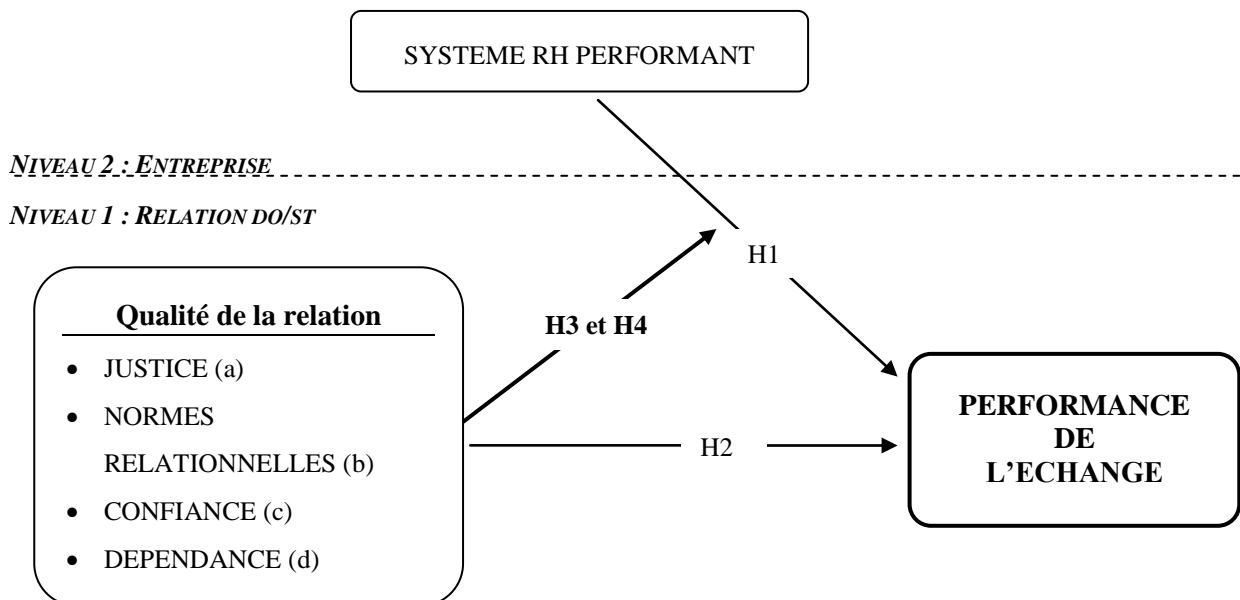 SYSTEME RH PERFORMANT
NIVEAU 2 : ENTREPRISE
NIVEAU 1 : RELATION DO/ST
H1
Qualité de la relation
• JUSTICE (a)
• NORMES
RELATIONNELLES (b)
• CONFIANCE (c)
• DEPENDANCE (d)
H3 et H4
H2
PERFORMANCE
DE
L’ECHANGE